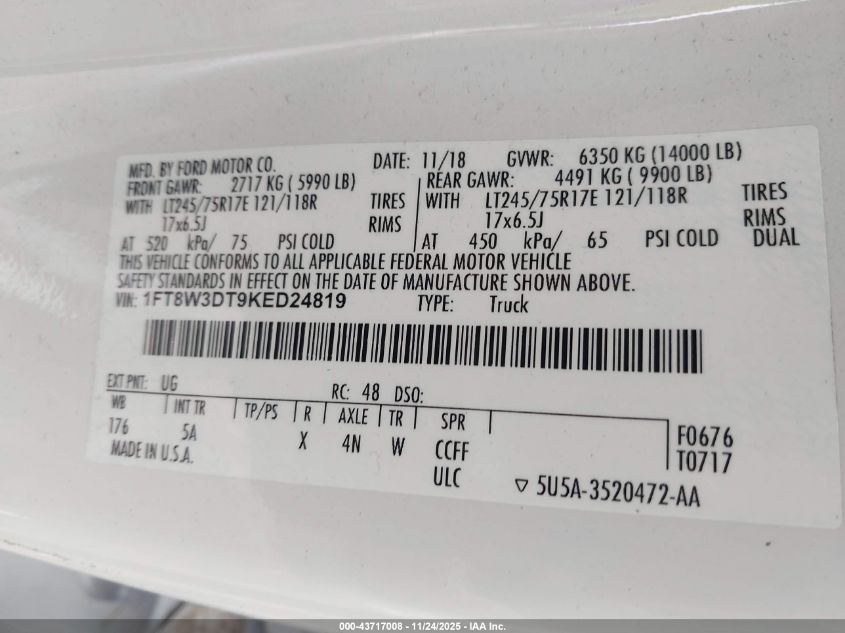 MFD. BY FORD MOTOR CO. DATE: 11/18 GVWR: 6350 KG (14000 LB)
FRONT GAWR: 2717 KG ( 5990 LB) REAR GAWR: 4491 KG ( 9900 LB)
WITH LT245/75R17E 121/118R TIRES WITH LT245/75R17E 121/118R TIRES
17x6.5J RIMS 17x6.5J RIMS
AT 520 kPa/ 75 PSI COLD AT 450 kPa/ 65 PSI COLD DUAL
THIS VEHICLE CONFORMS TO ALL APPLICABLE FEDERAL MOTOR VEHICLE
SAFETY STANDARDS IN EFFECT ON THE DATE OF MANUFACTURE SHOWN ABOVE.
VIN: 1FT8W3DT9KED24819 TYPE: Truck
EXT PNT: UG RC: 48 DSO:
WB INT TR TP/PS R AXLE TR SPR
176 5A X 4N W CCFF F0676
MADE IN U.S.A. ULC T0717
▽ 5U5A-3520472-AA
000-43717008 - 11/24/2025 - IAA Inc.